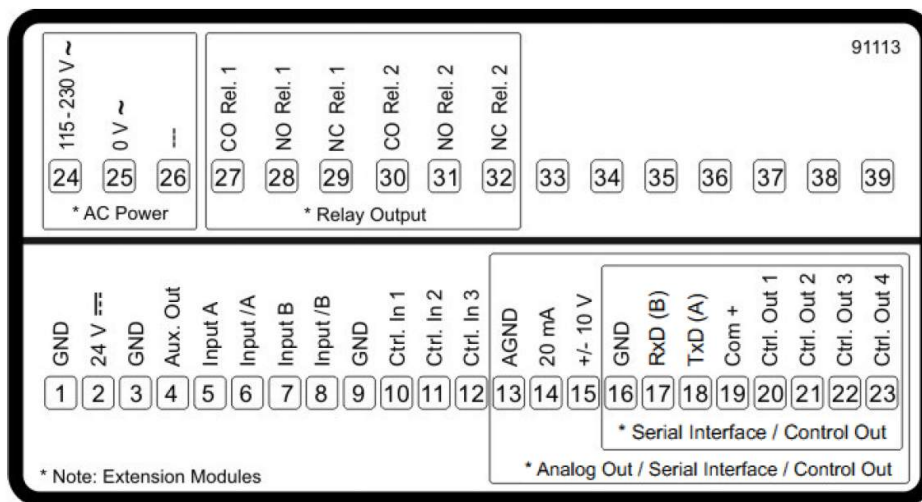 91113
115 - 230 V ~
0 V ~
---
CO Rel. 1
NO Rel. 1
NC Rel. 1
CO Rel. 2
NO Rel. 2
NC Rel. 2
24 25 26 27 28 29 30 31 32 33 34 35 36 37 38 39
* AC Power
* Relay Output
GND
24 V ⎓
GND
Aux. Out
Input A
Input /A
Input B
Input /B
GND
Ctrl. In 1
Ctrl. In 2
Ctrl. In 3
AGND
20 mA
+/- 10 V
GND
RxD (B)
TxD (A)
Com +
Ctrl. Out 1
Ctrl. Out 2
Ctrl. Out 3
Ctrl. Out 4
1 2 3 4 5 6 7 8 9 10 11 12 13 14 15 16 17 18 19 20 21 22 23
* Serial Interface / Control Out
* Note: Extension Modules
* Analog Out / Serial Interface / Control Out